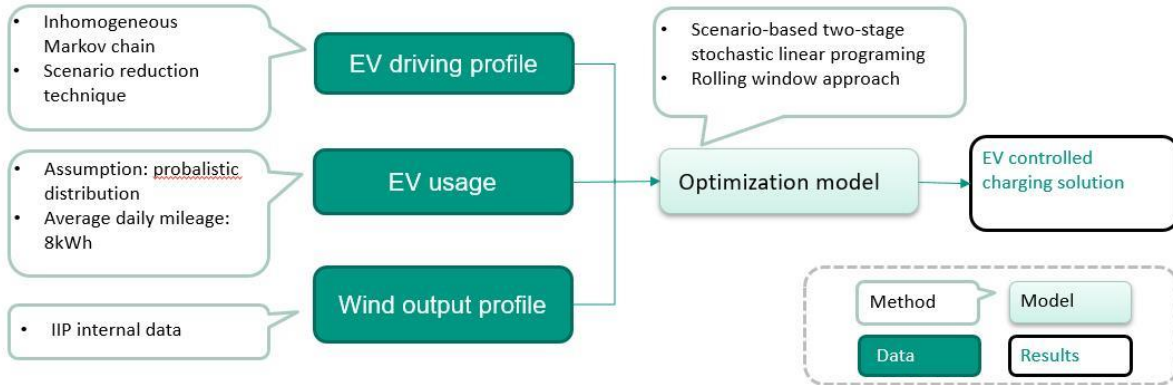 • Inhomogeneous
Markov chain
• Scenario reduction
technique
EV driving profile
• Scenario-based two-stage
stochastic linear programing
• Rolling window approach
• Assumption: probalistic
distribution
• Average daily mileage:
8kWh
EV usage
Optimization model
EV controlled
charging solution
• IIP internal data
Wind output profile
Method
Model
Data
Results